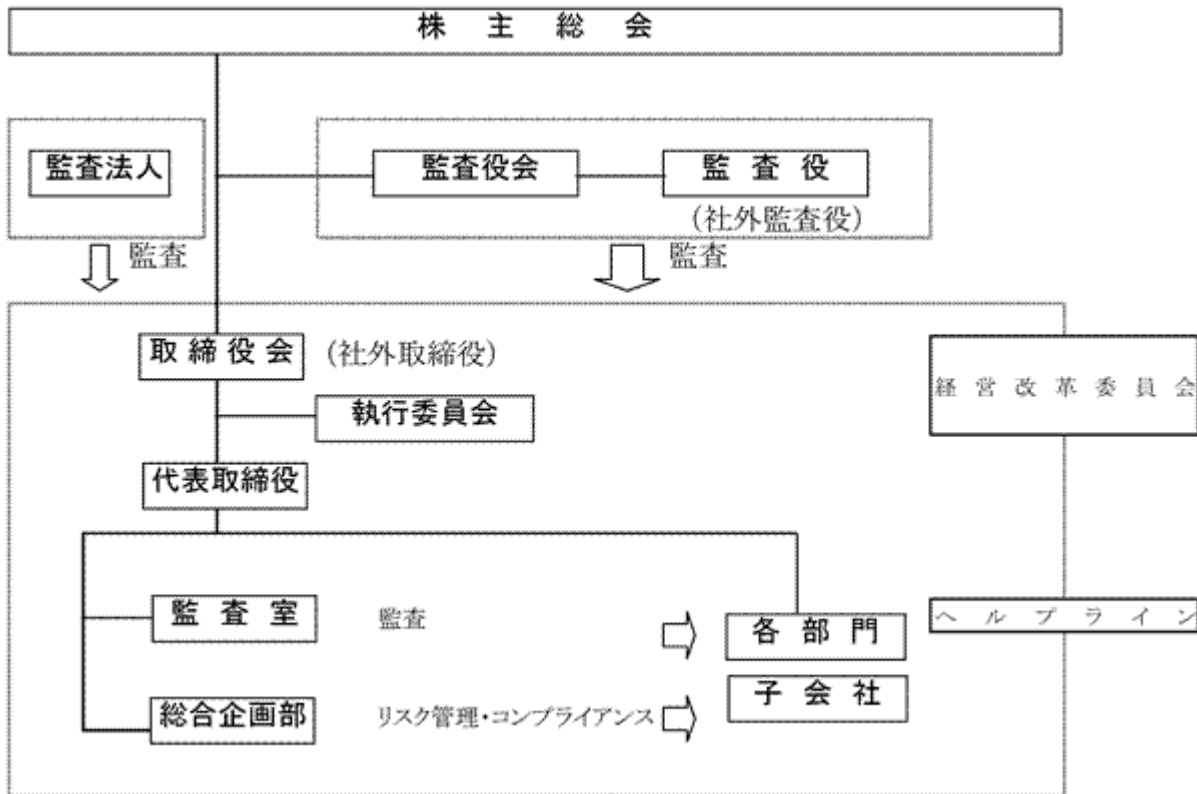 株主総会
監査法人
監査役会
監査役
(社外監査役)
監査
監査
取締役会
(社外取締役)
経営改革委員会
執行委員会
代表取締役
監査室
監査
各部門
ヘルプライン
子会社
総合企画部
リスク管理・コンプライアンス